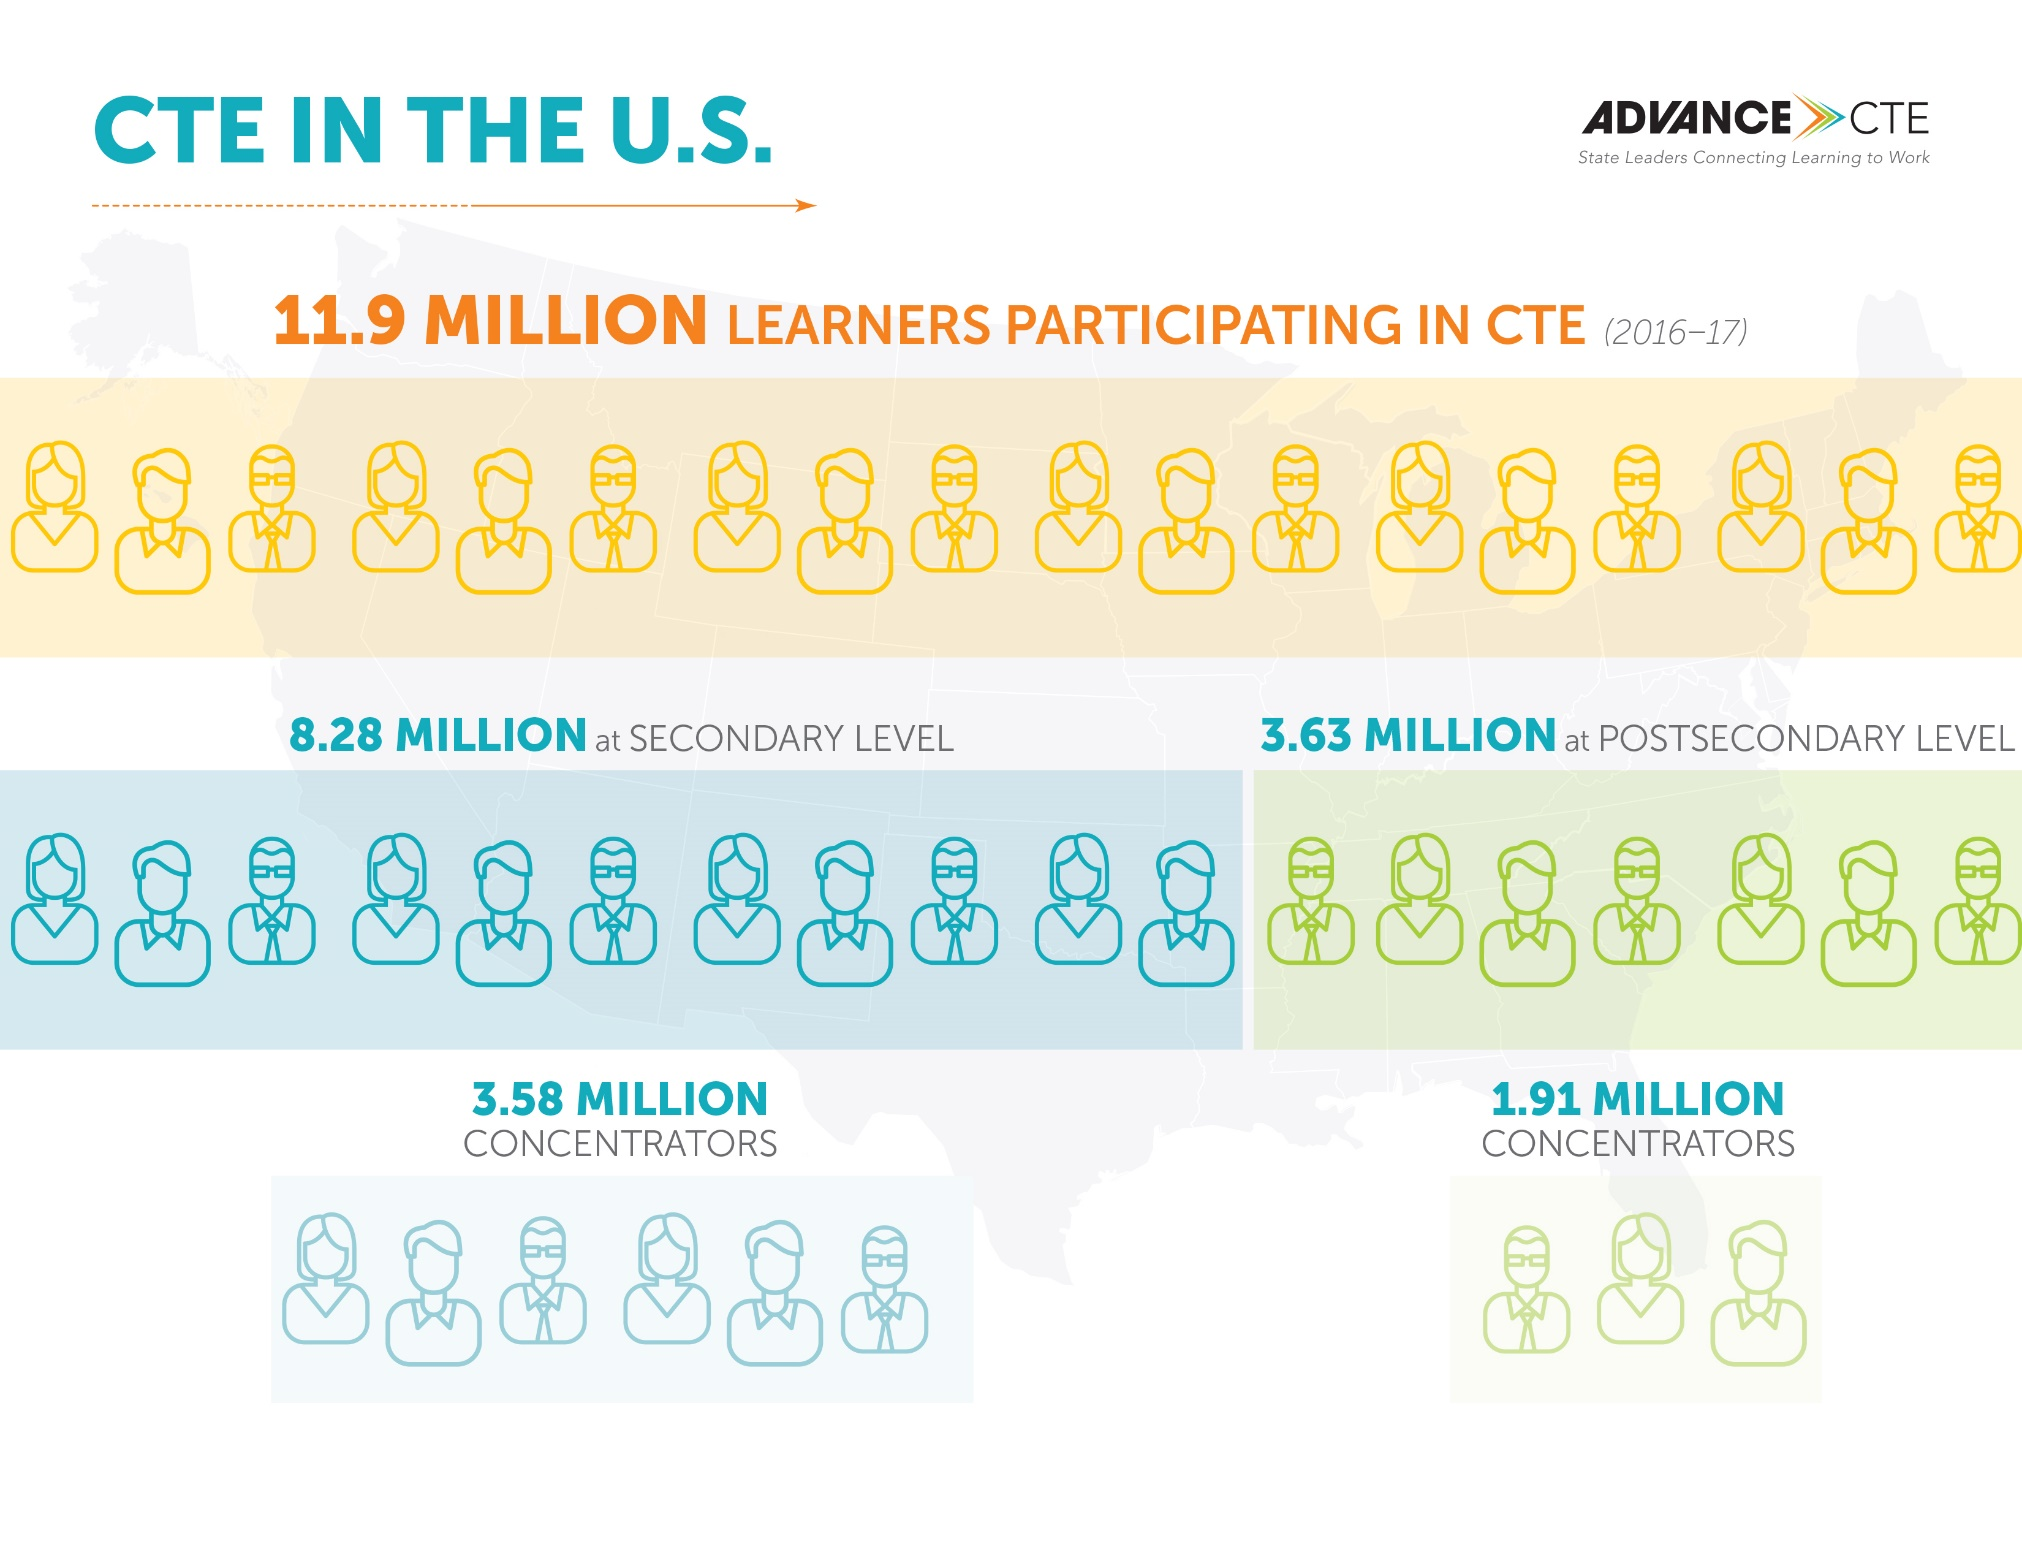 CTE IN THE U.S.
ADVANCE CTE
State Leaders Connecting Learning to Work
11.9 MILLION LEARNERS PARTICIPATING IN CTE (2016–17)
8.28 MILLION at SECONDARY LEVEL
3.63 MILLION at POSTSECONDARY LEVEL
3.58 MILLION
CONCENTRATORS
1.91 MILLION
CONCENTRATORS